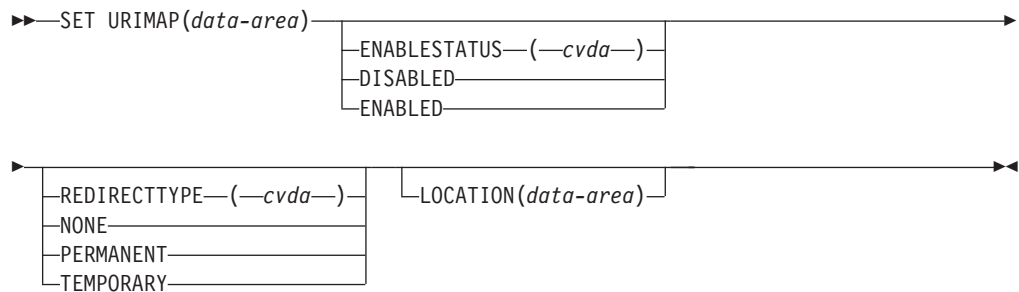 SET URIMAP(data-area)
ENABLESTATUS ( cvda )
DISABLED
ENABLED
REDIRECTTYPE ( cvda ) LOCATION(data-area)
NONE
PERMANENT
TEMPORARY